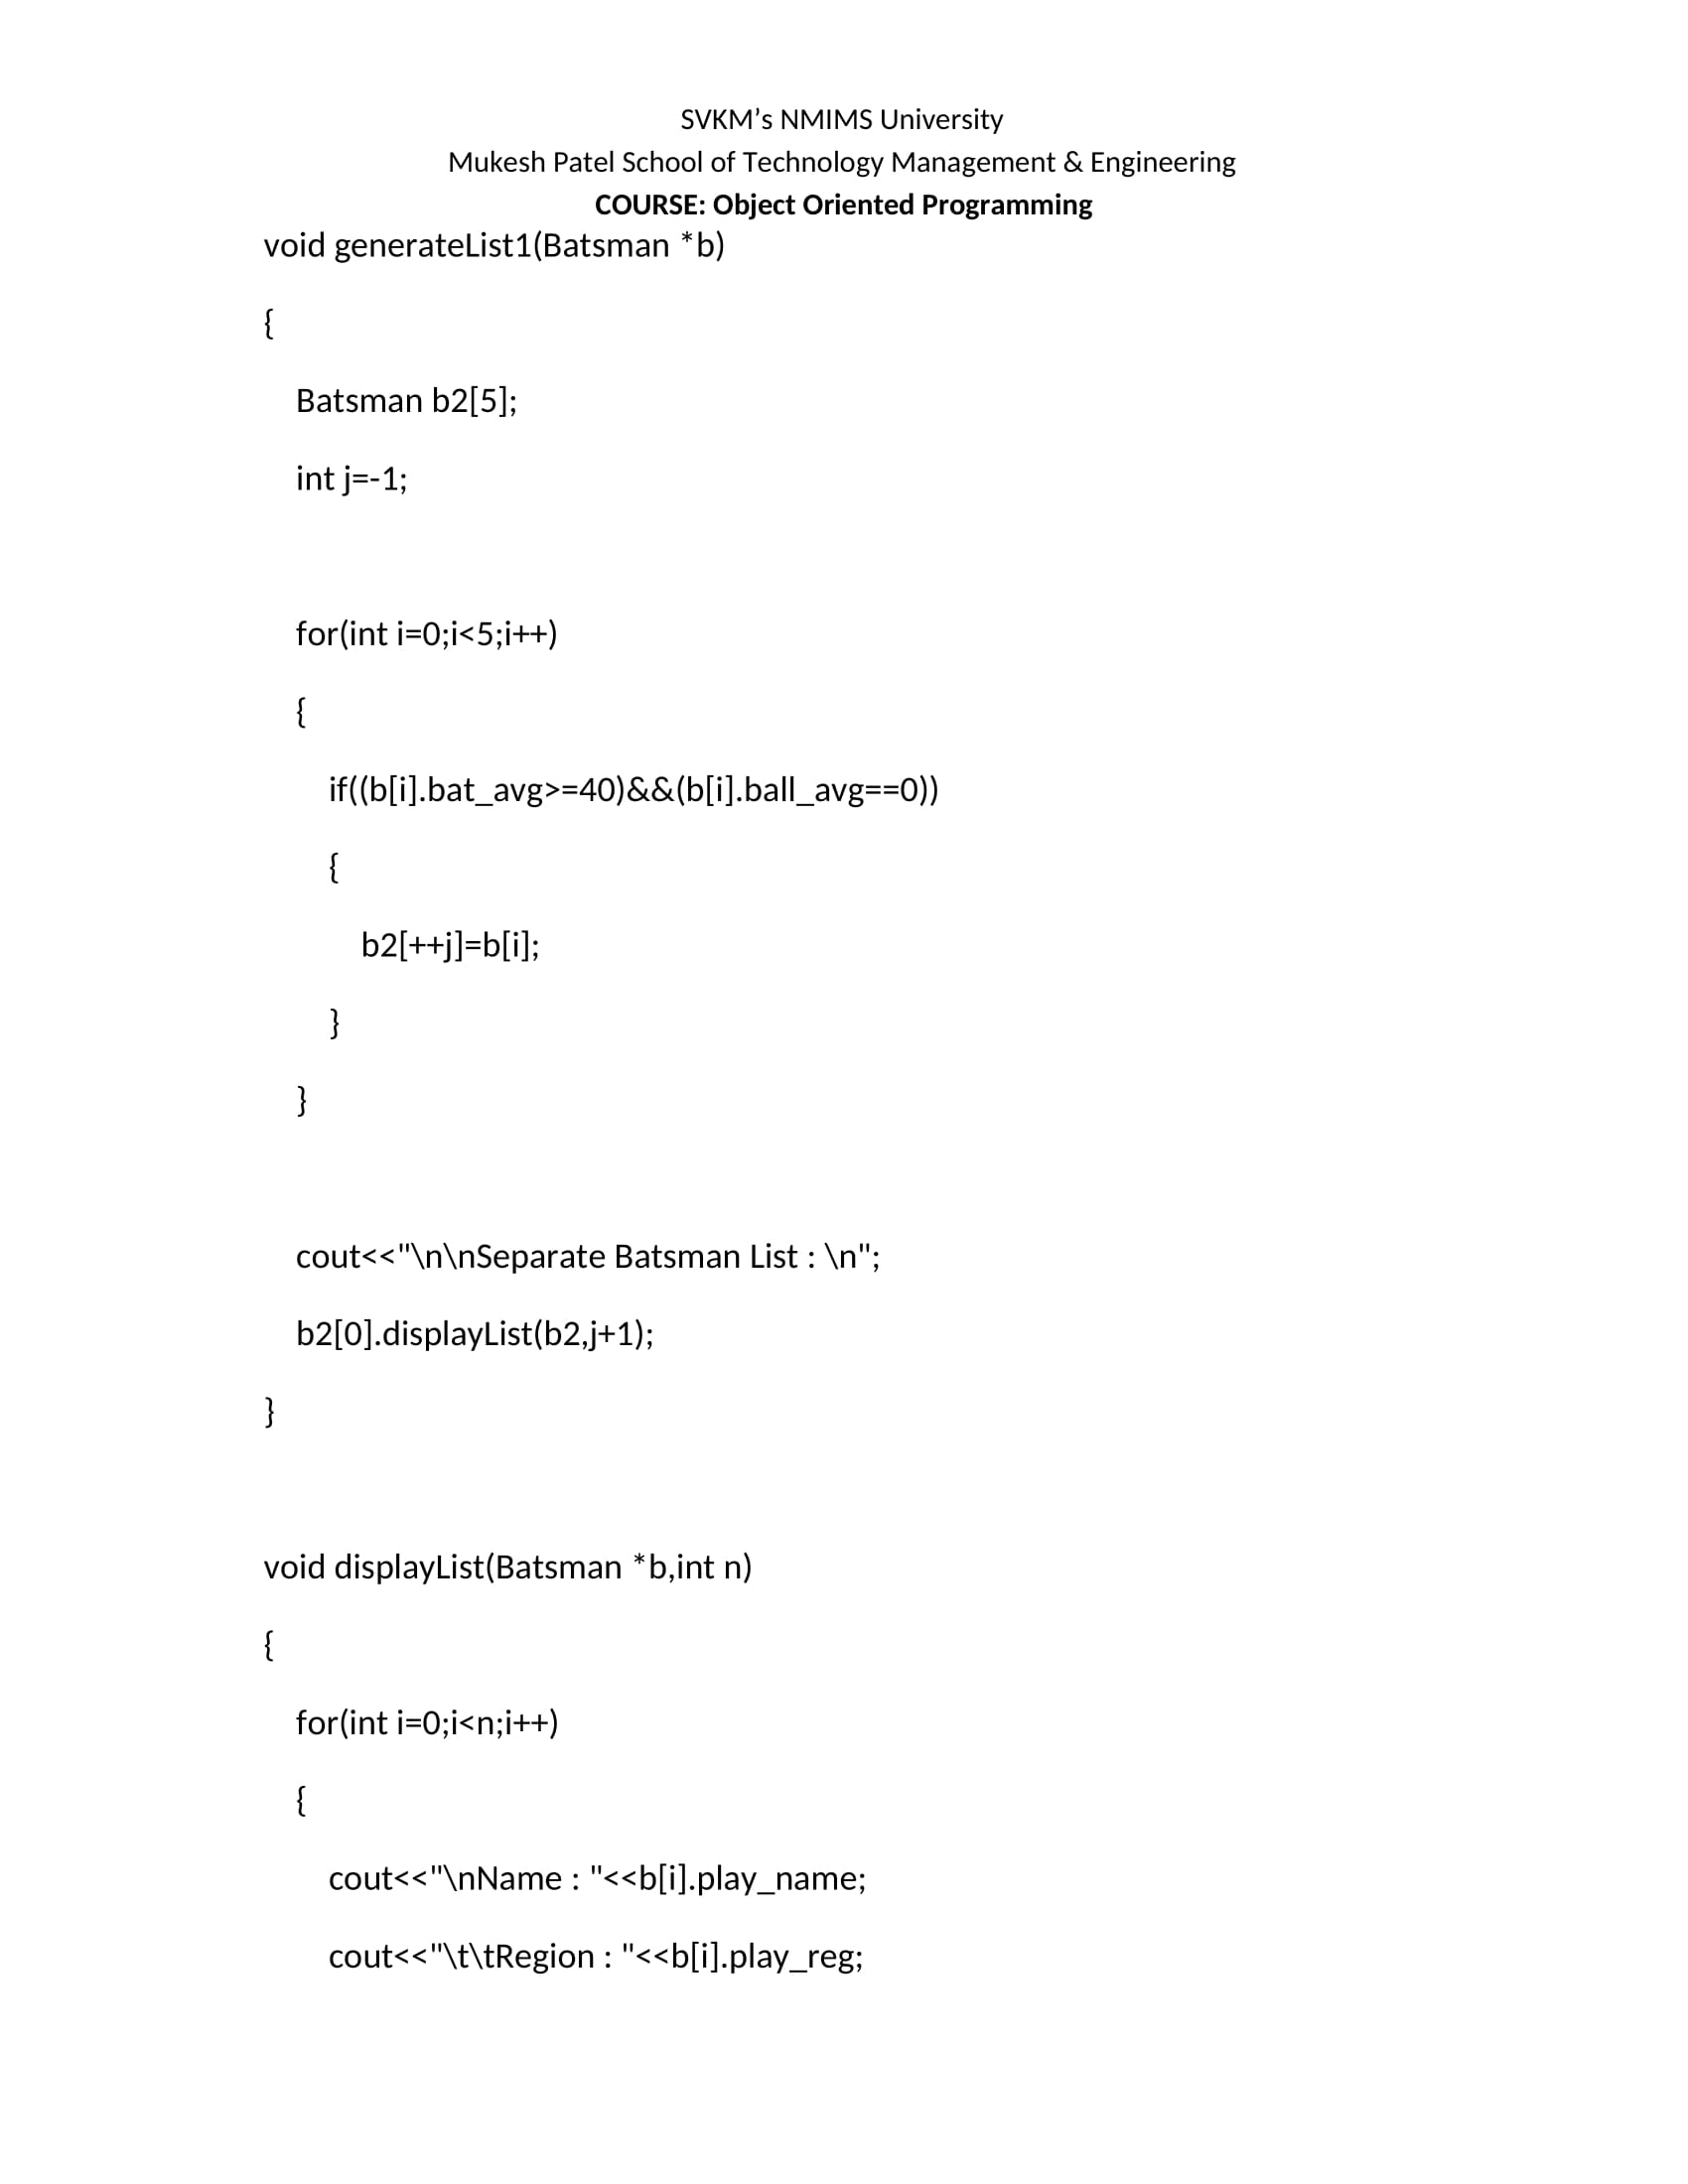 SVKM’s NMIMS University
Mukesh Patel School of Technology Management & Engineering
COURSE: Object Oriented Programming
void generateList1(Batsman *b)
{
Batsman b2[5];
int j=-1;
for(int i=0;i<5;i++)
{
if((b[i].bat_avg>=40)&&(b[i].ball_avg==0))
{
b2[++j]=b[i];
}
}
cout<<"\n\nSeparate Batsman List : \n";
b2[0].displayList(b2,j+1);
}
void displayList(Batsman *b,int n)
{
for(int i=0;i<n;i++)
{
cout<<"\nName : "<<b[i].play_name;
cout<<"\t\tRegion : "<<b[i].play_reg;